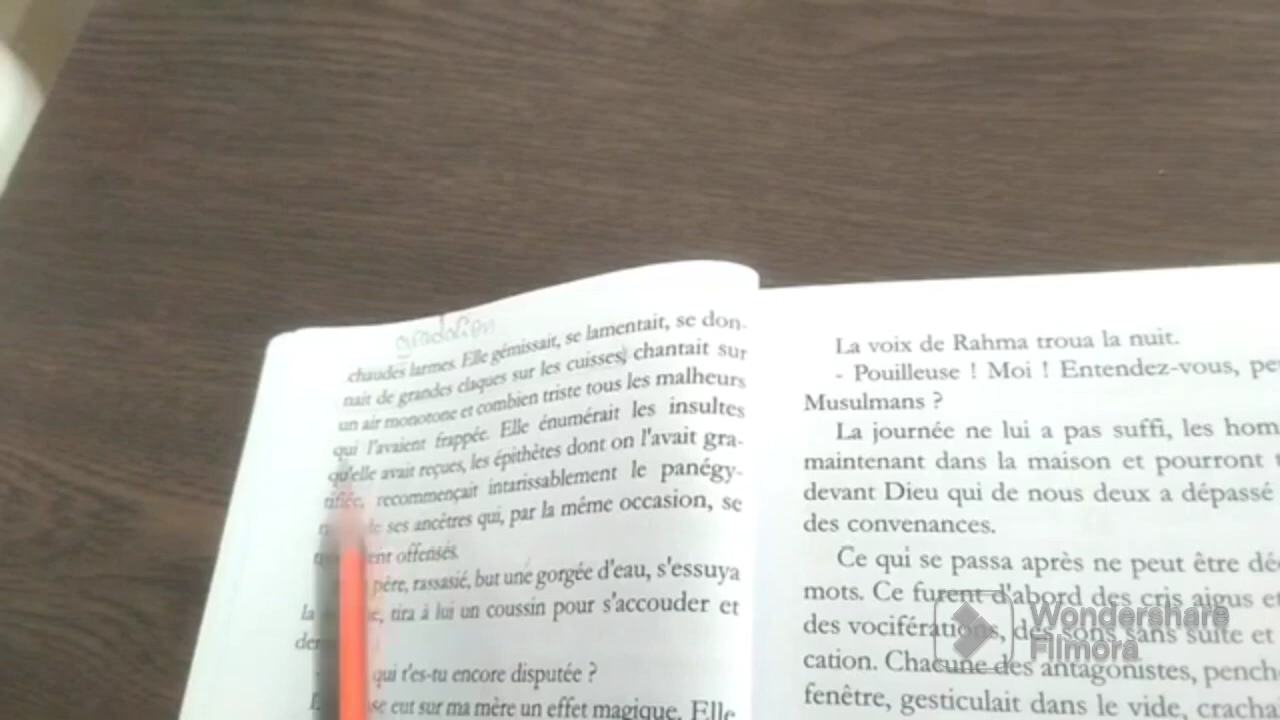 gradation
chaudes larmes. Elle gémissait, se lamentait, se don-
nait de grandes claques sur les cuisses, chantait sur
un air monotone et combien triste tous les malheurs
qui l'avaient frappée. Elle énumérait les insultes
qu'elle avait reçues, les épithètes dont on l'avait gra-
tifiée, recommençait intarissablement le panégy-
de ses ancêtres qui, par la même occasion, se
offensés.
père, rassasié, but une gorgée d'eau, s'essuya
la tira à lui un coussin pour s'accouder et
qui t'es-tu encore disputée ?
eut sur ma mère un effet magique. Elle
La voix de Rahma troua la nuit.
- Pouilleuse ! Moi ! Entendez-vous,
Musulmans ?
La journée ne lui a pas suffi, les hom
maintenant dans la maison et pourront
devant Dieu qui de nous deux a dépassé
des convenances.
Ce qui se passa après ne peut être dé
mots. Ce furent d'abord des cris aigus et
des vociférations, des sons sans suite et
cation. Chacune des antagonistes, pench
fenêtre, gesticulait dans le vide, cracha
Wondershare
Filmora